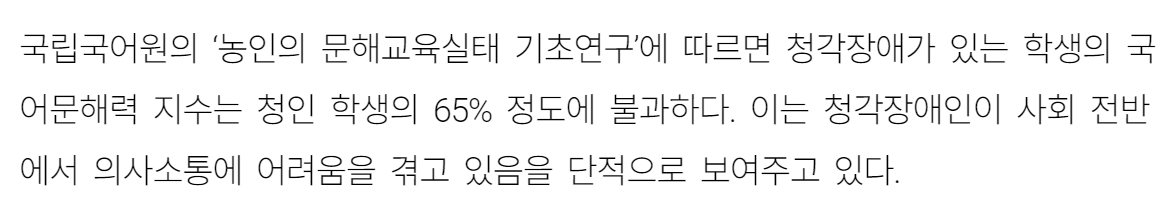 국립국어원의 ‘농인의 문해교육실태 기초연구’에 따르면 청각장애가 있는 학생의 국
어문해력 지수는 청인 학생의 65% 정도에 불과하다. 이는 청각장애인이 사회 전반
에서 의사소통에 어려움을 겪고 있음을 단적으로 보여주고 있다.